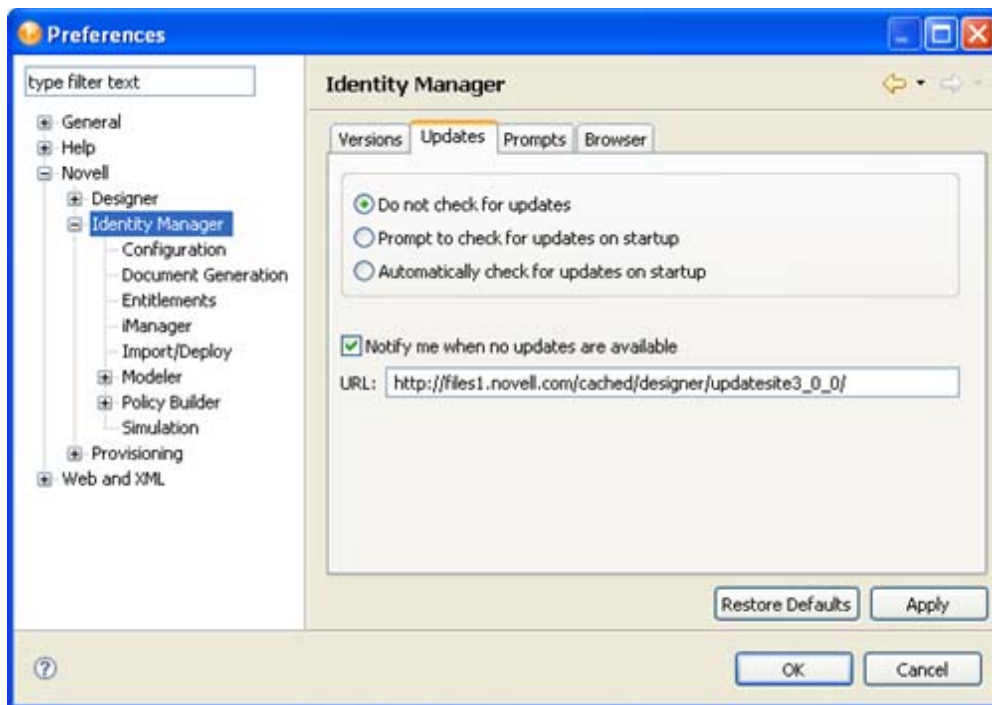 Preferences
type filter text
General
Help
Novell
Designer
Identity Manager
Configuration
Document Generation
Entitlements
iManager
Import/Deploy
Modeler
Policy Builder
Simulation
Provisioning
Web and XML
Identity Manager
Versions Updates Prompts Browser
Do not check for updates
Prompt to check for updates on startup
Automatically check for updates on startup
Notify me when no updates are available
URL: http://files1.novell.com/cached/designer/updatesite3_0_0/
Restore Defaults Apply
OK Cancel